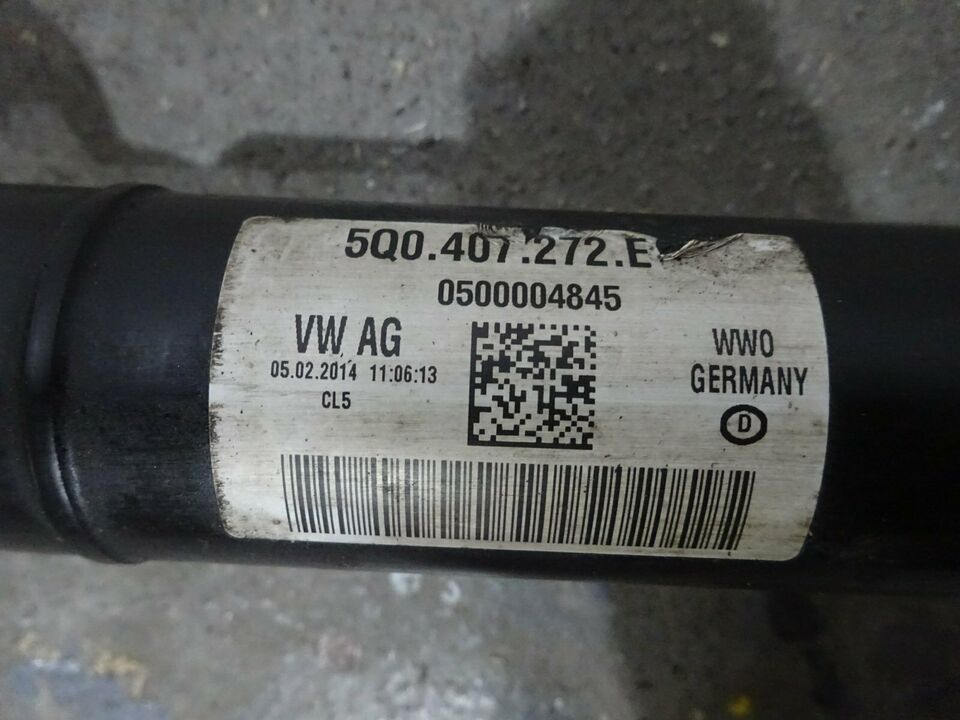 5Q0.407.272.E
0500004845
VW AG
05.02.2014 11:06:13
CL5
WWO
GERMANY
D